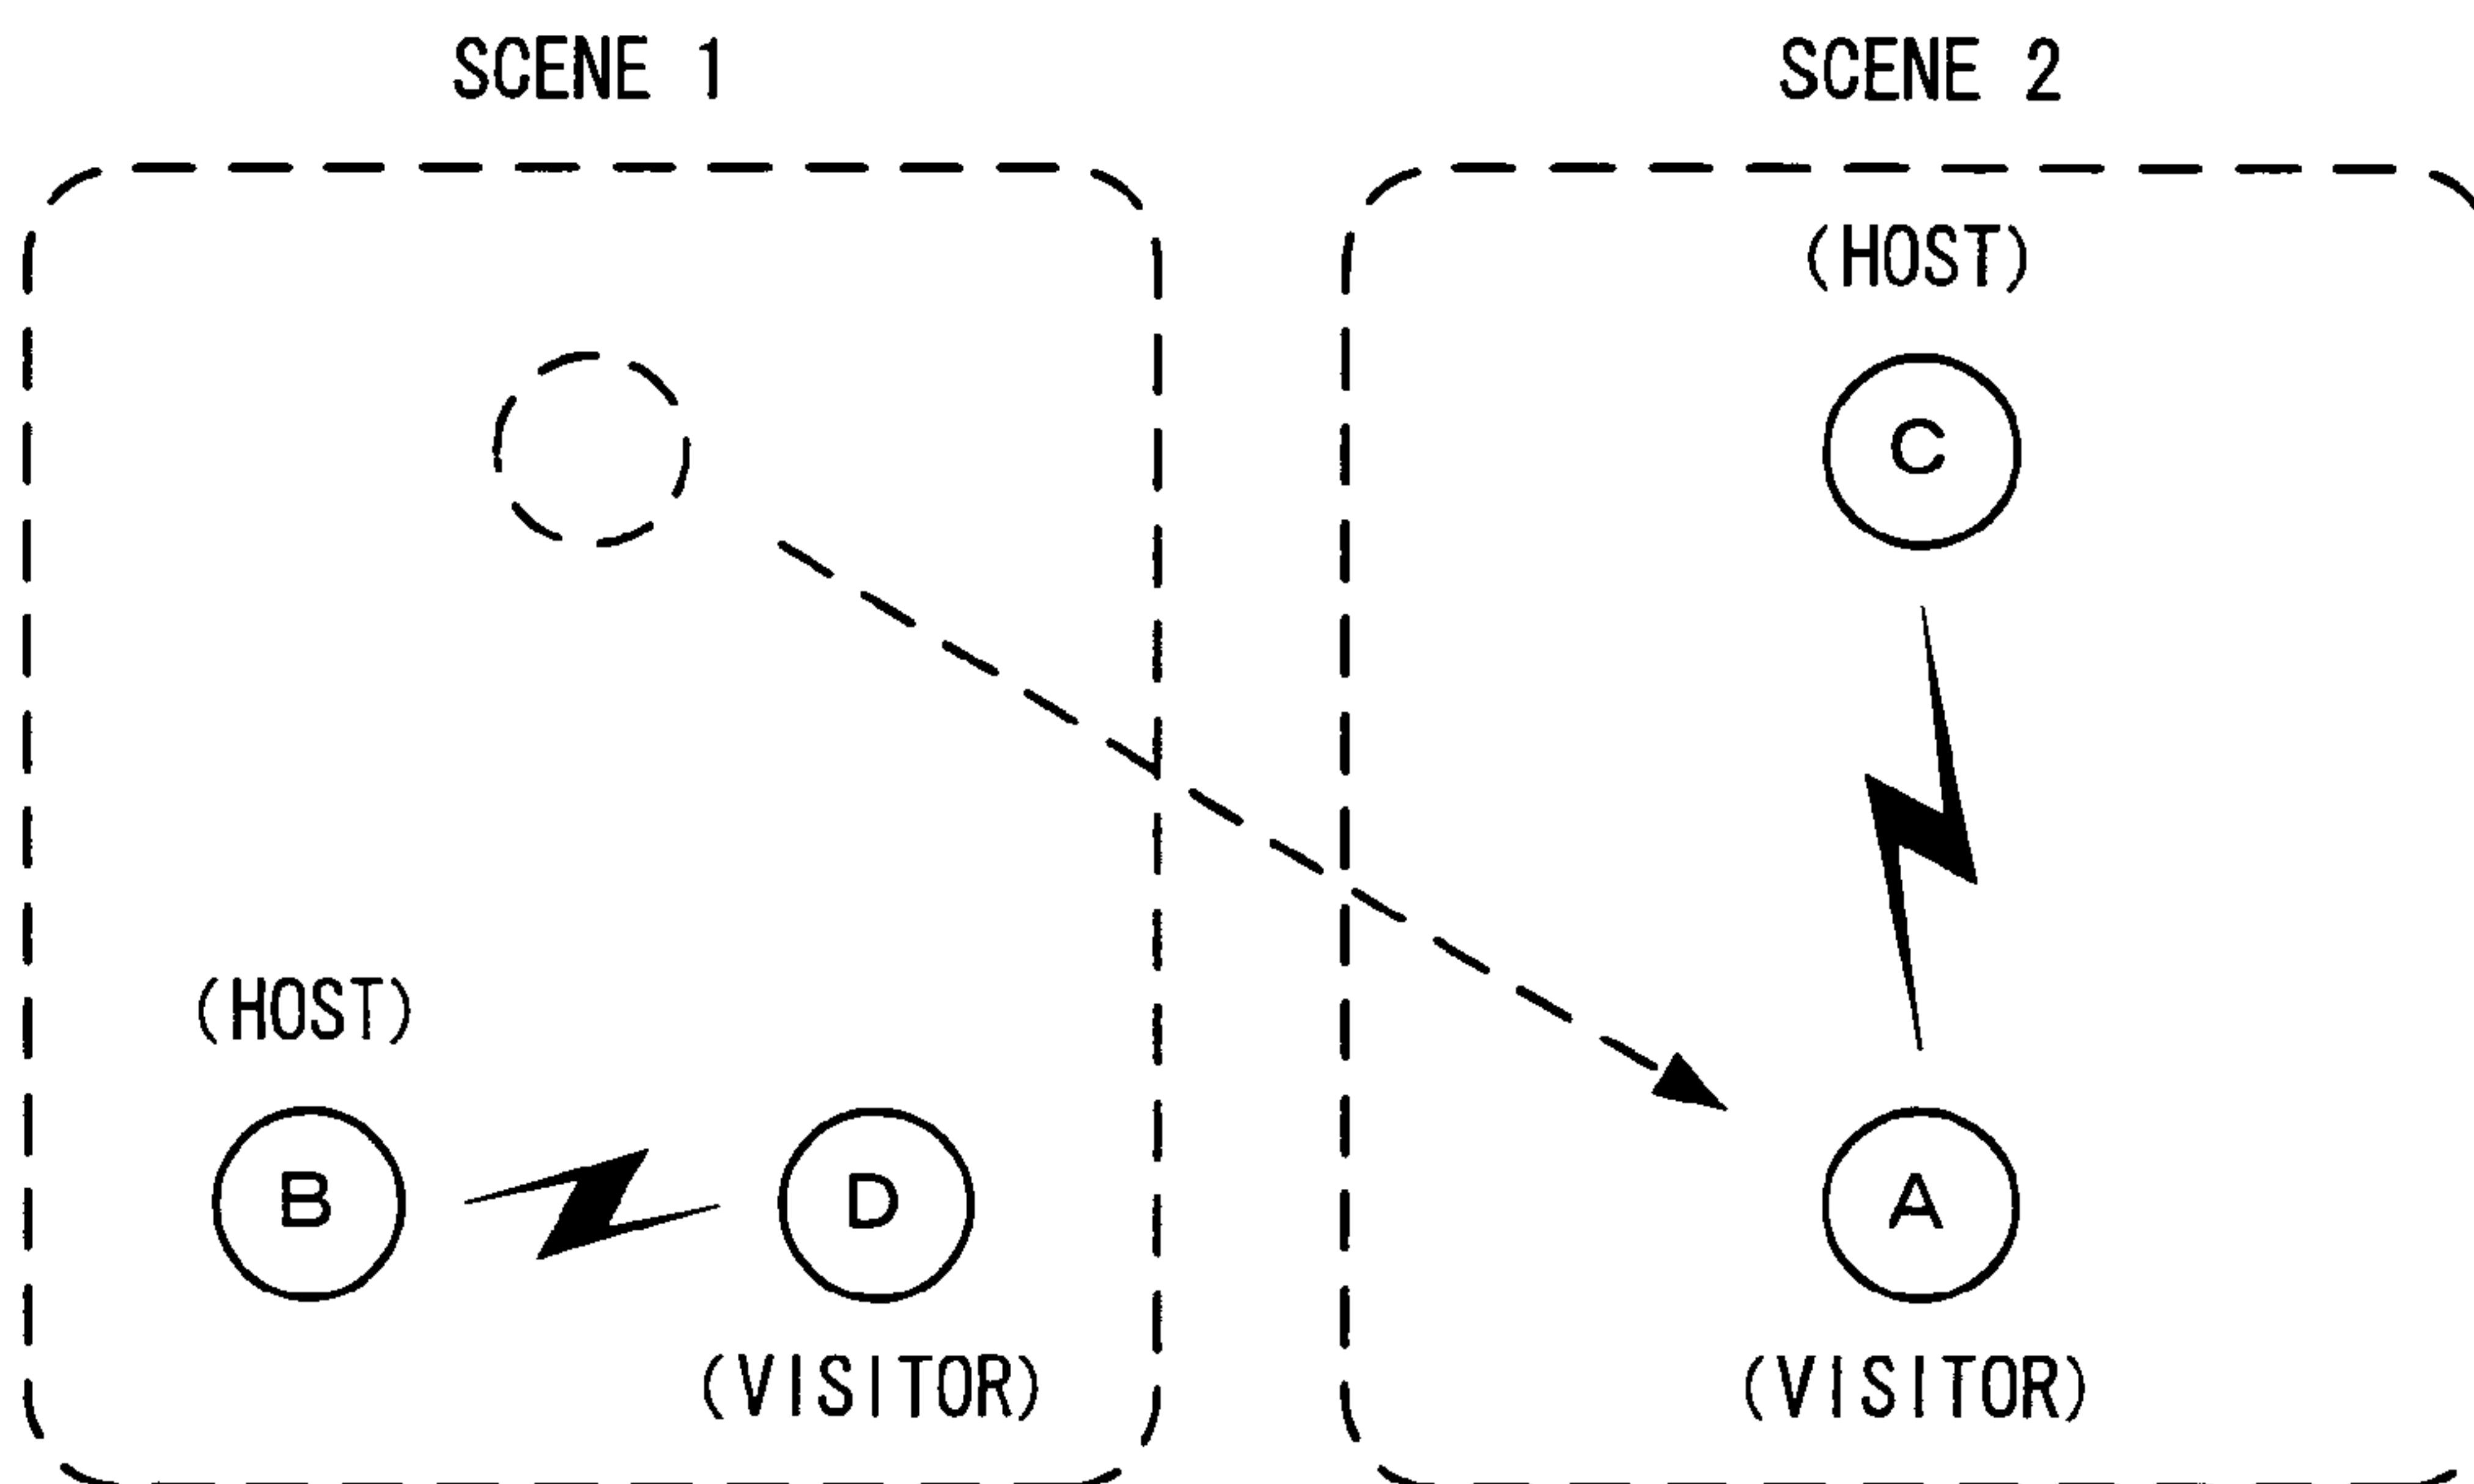 SCENE 1
SCENE 2
(HOST)
C
(HOST)
B
D
A
(VISITOR)
(VISITOR)